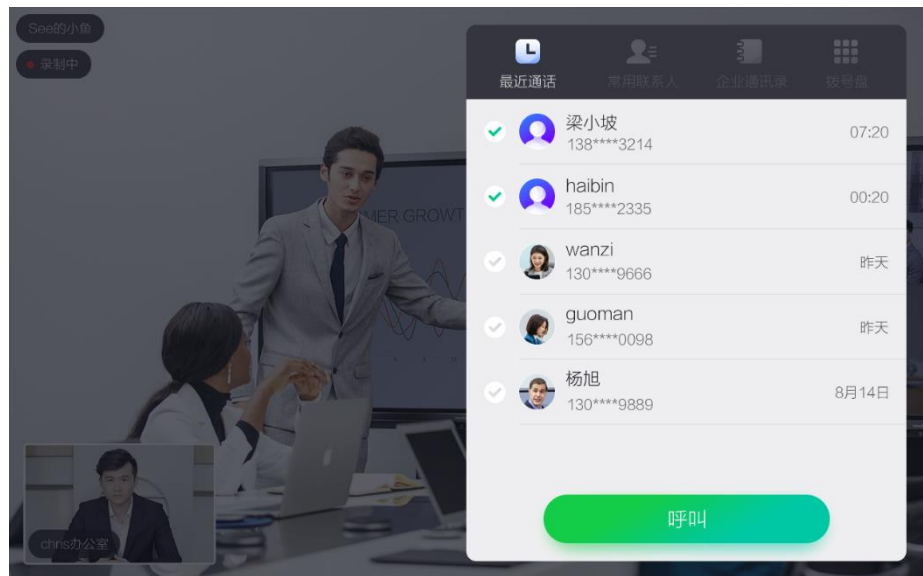 See的小鱼
录制中
最近通话
常用联系人
企业通讯录
拨号盘
梁小坡
138****3214
07:20
haibin
185****2335
00:20
wanzi
130****9666
昨天
guoman
156****0098
昨天
杨旭
130****9889
8月14日
MER GROWT
chris办公室
呼叫